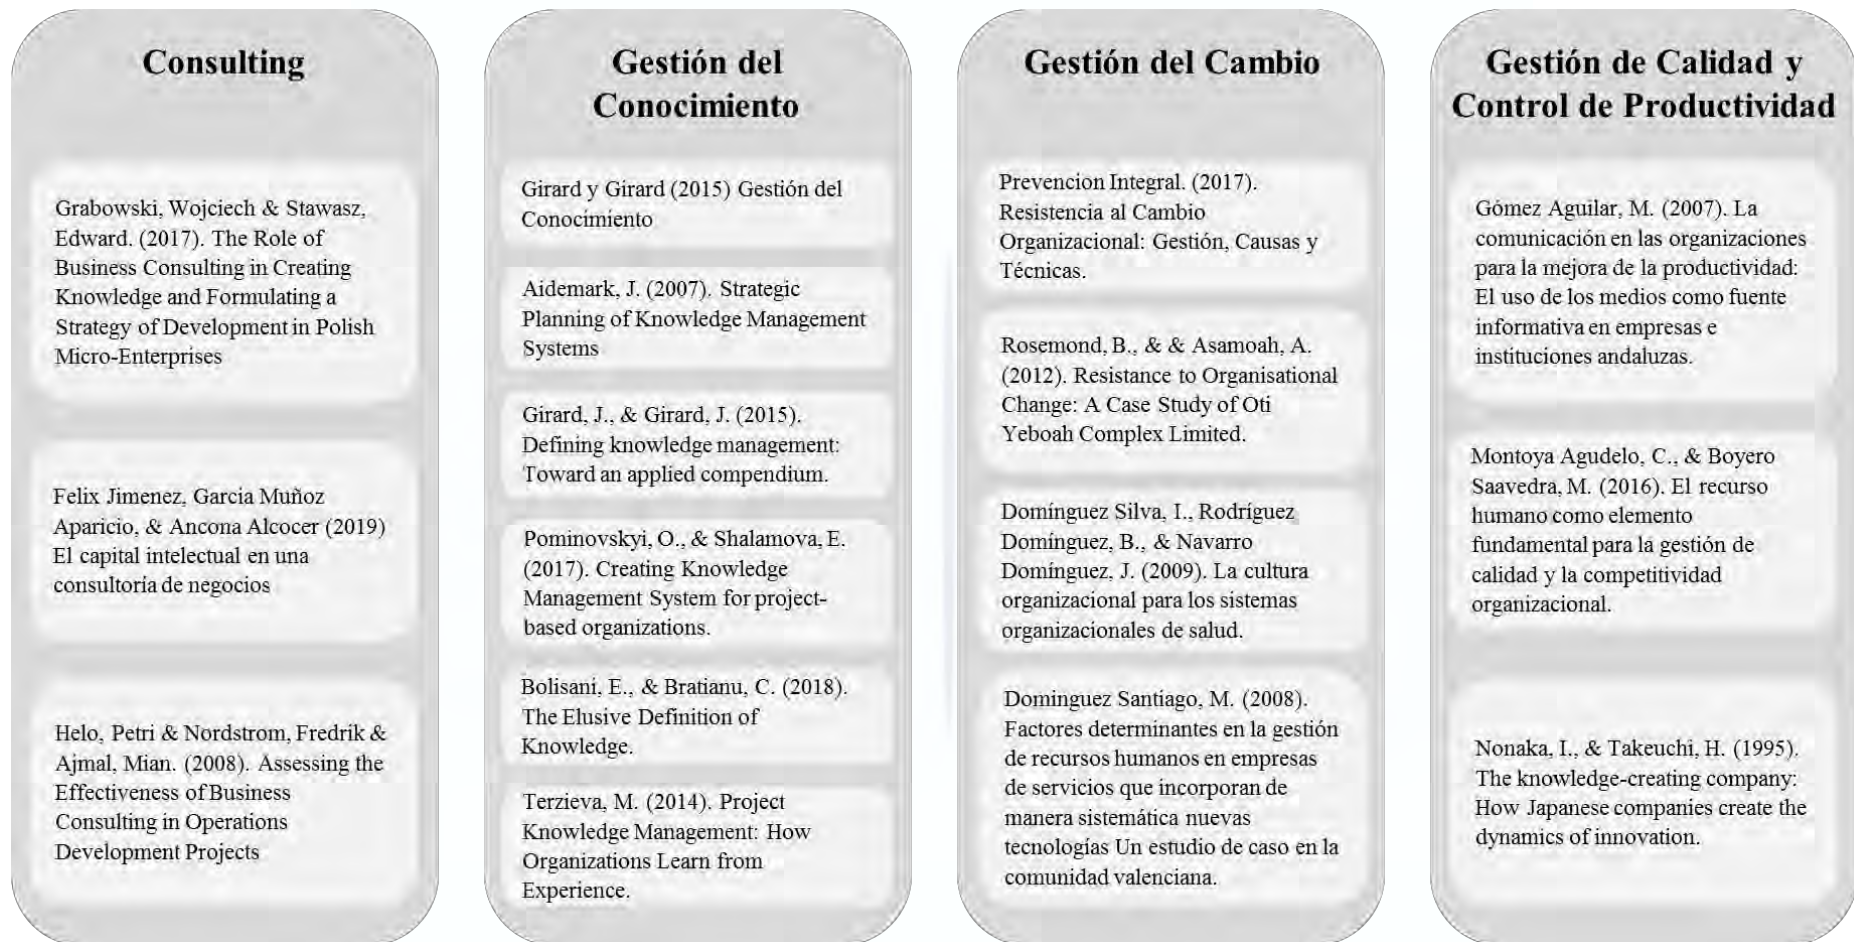 Consulting
Grabowski, Wojciech & Stawasz,
Edward. (2017). The Role of
Business Consulting in Creating
Knowledge and Formulating a
Strategy of Development in Polish
Micro-Enterprises
Felix Jimenez, Garcia Muñoz
Aparicio, & Ancona Alcocer (2019)
El capital intelectual en una
consultoría de negocios
Helo, Petri & Nordstrom, Fredrik &
Ajmal, Mian. (2008). Assessing the
Effectiveness of Business
Consulting in Operations
Development Projects
Gestión del
Conocimiento
Girard y Girard (2015) Gestión del
Conocimiento
Aidemark, J. (2007). Strategic
Planning of Knowledge Management
Systems
Girard, J., & Girard, J. (2015).
Defining knowledge management:
Toward an applied compendium.
Pominovskyi, O., & Shalamova, E.
(2017). Creating Knowledge
Management System for project-
based organizations.
Bolisani, E., & Bratianu, C. (2018).
The Elusive Definition of
Knowledge.
Terzieva, M. (2014). Project
Knowledge Management: How
Organizations Learn from
Experience.
Gestión del Cambio
Prevencion Integral. (2017).
Resistencia al Cambio
Organizacional: Gestión, Causas y
Técnicas.
Rosemond, B., & & Asamoah, A.
(2012). Resistance to Organisational
Change: A Case Study of Oti
Yeboah Complex Limited.
Domínguez Silva, I., Rodríguez
Domínguez, B., & Navarro
Domínguez, J. (2009). La cultura
organizacional para los sistemas
organizacionales de salud.
Dominguez Santiago, M. (2008).
Factores determinantes en la gestión
de recursos humanos en empresas
de servicios que incorporan de
manera sistemática nuevas
tecnologías Un estudio de caso en la
comunidad valenciana.
Gestión de Calidad y
Control de Productividad
Gómez Aguilar, M. (2007). La
comunicación en las organizaciones
para la mejora de la productividad:
El uso de los medios como fuente
informativa en empresas e
instituciones andaluzas.
Montoya Agudelo, C., & Boyero
Saavedra, M. (2016). El recurso
humano como elemento
fundamental para la gestión de
calidad y la competitividad
organizacional.
Nonaka, I., & Takeuchi, H. (1995).
The knowledge-creating company:
How Japanese companies create the
dynamics of innovation.